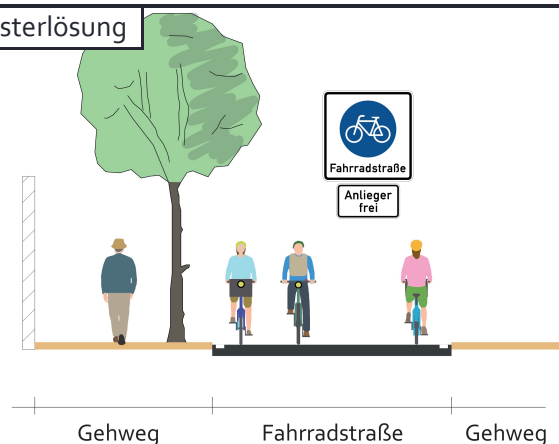 sterlösung
Fahrradstraße
Anlieger
frei
Gehweg
Fahrradstraße
Gehweg